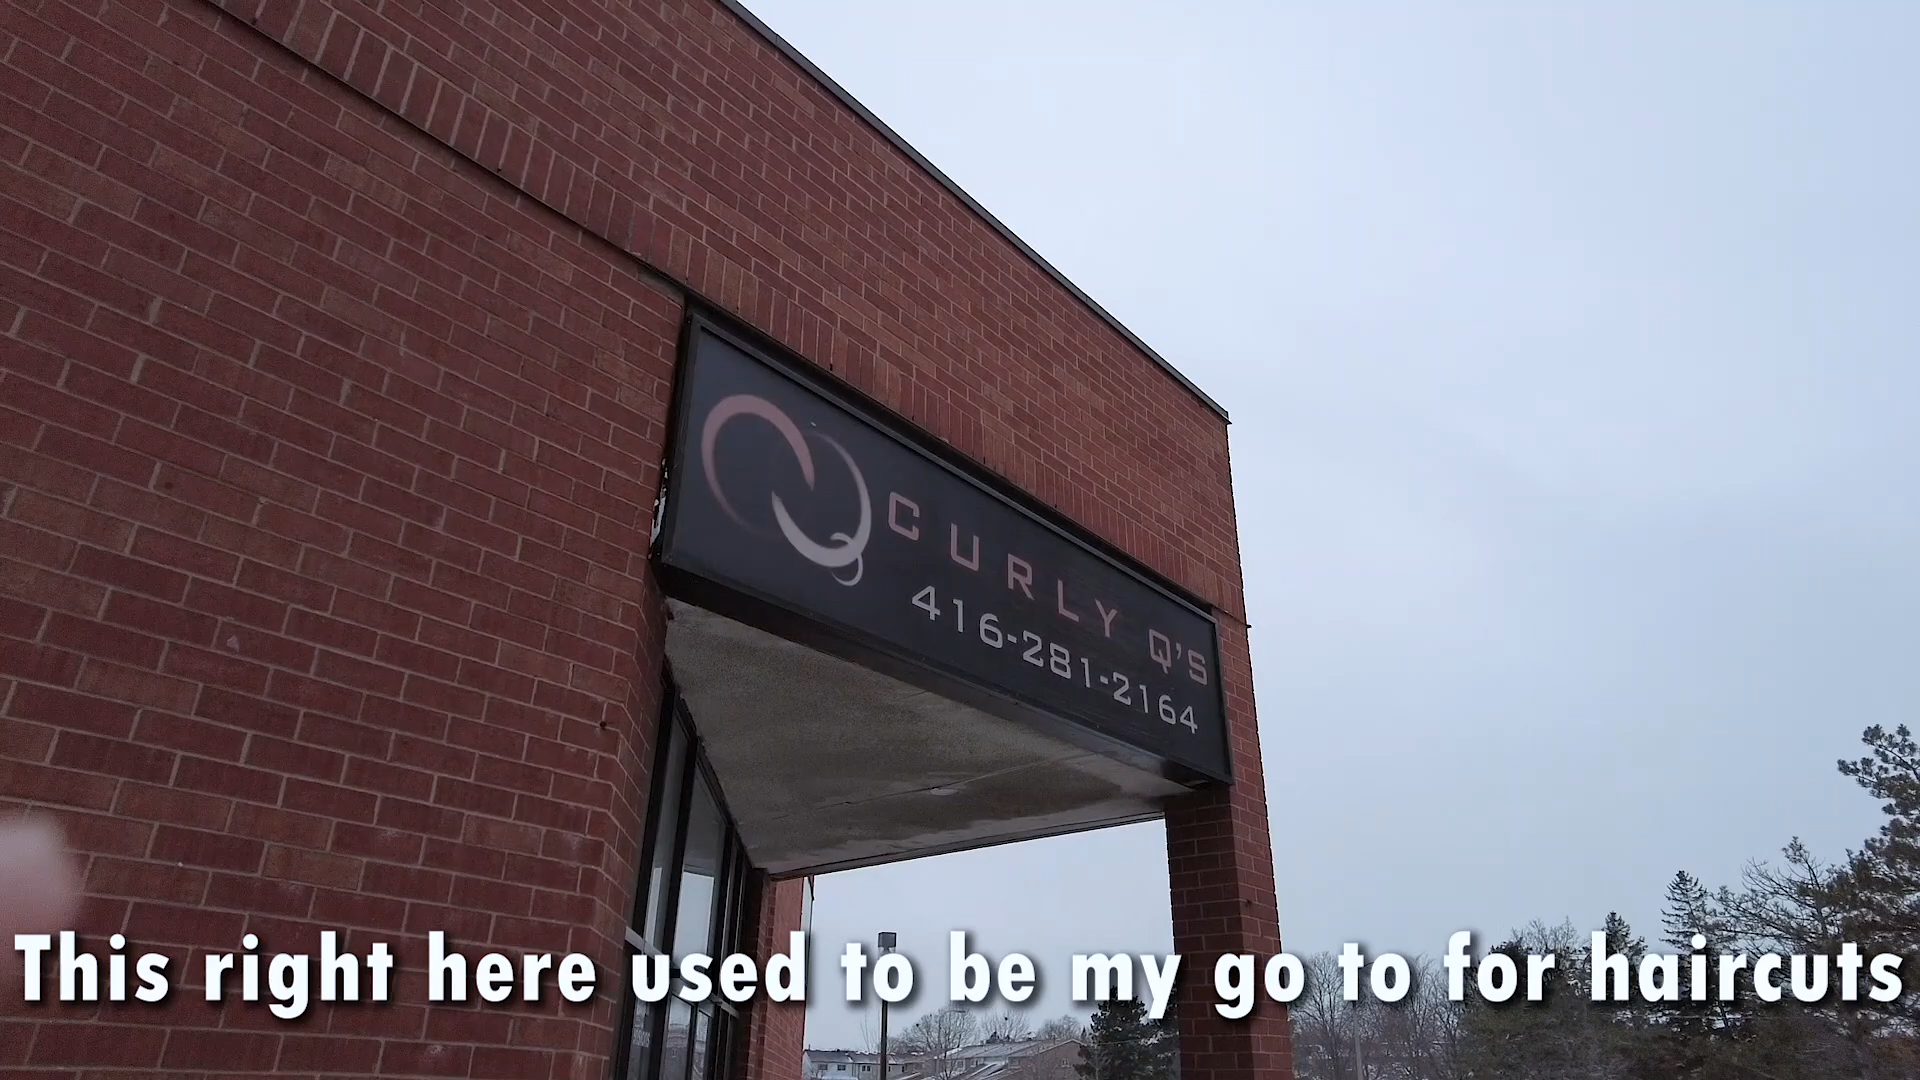 CURLY Q'S
416-281-2164
This right here used to be my go to for haircuts